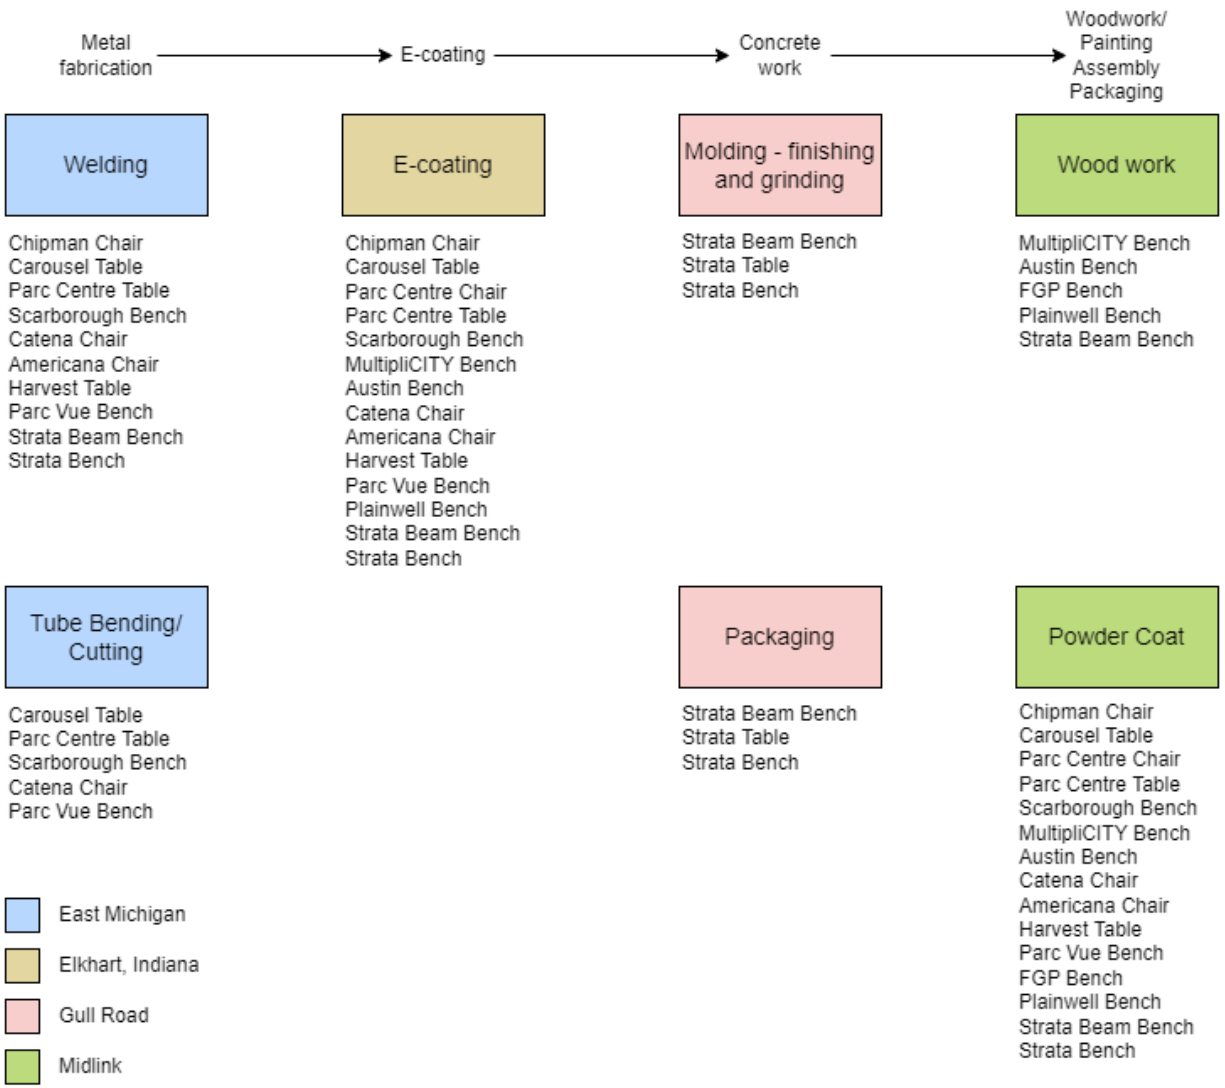 Metal
fabrication
E-coating
Concrete
work
Woodwork/
Painting
Assembly
Packaging
Welding
Chipman Chair
Carousel Table
Parc Centre Table
Scarborough Bench
Catena Chair
Americana Chair
Harvest Table
Parc Vue Bench
Strata Beam Bench
Strata Bench
E-coating
Chipman Chair
Carousel Table
Parc Centre Chair
Parc Centre Table
Scarborough Bench
MultipliCITY Bench
Austin Bench
Catena Chair
Americana Chair
Harvest Table
Parc Vue Bench
Plainwell Bench
Strata Beam Bench
Strata Bench
Molding - finishing
and grinding
Strata Beam Bench
Strata Table
Strata Bench
Wood work
MultipliCITY Bench
Austin Bench
FGP Bench
Plainwell Bench
Strata Beam Bench
Tube Bending/
Cutting
Carousel Table
Parc Centre Table
Scarborough Bench
Catena Chair
Parc Vue Bench
Packaging
Strata Beam Bench
Strata Table
Strata Bench
Powder Coat
Chipman Chair
Carousel Table
Parc Centre Chair
Parc Centre Table
Scarborough Bench
MultipliCITY Bench
Austin Bench
Catena Chair
Americana Chair
Harvest Table
Parc Vue Bench
FGP Bench
Plainwell Bench
Strata Beam Bench
Strata Bench
East Michigan
Elkhart, Indiana
Gull Road
Midlink